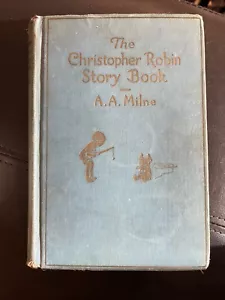 The
Christopher Robin
Story Book
A. A. Milne